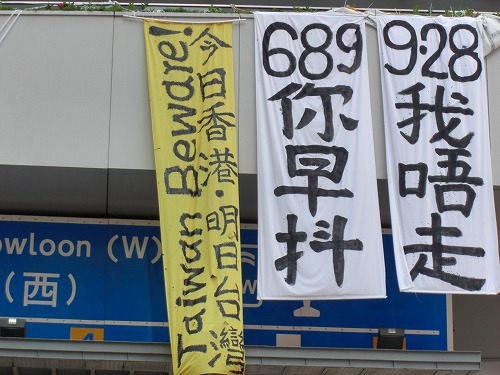 Taiwan Beware!
今日香港·明日台灣
689
你早抖
9·28
我唔走
owloon (W)
(西)
w
4